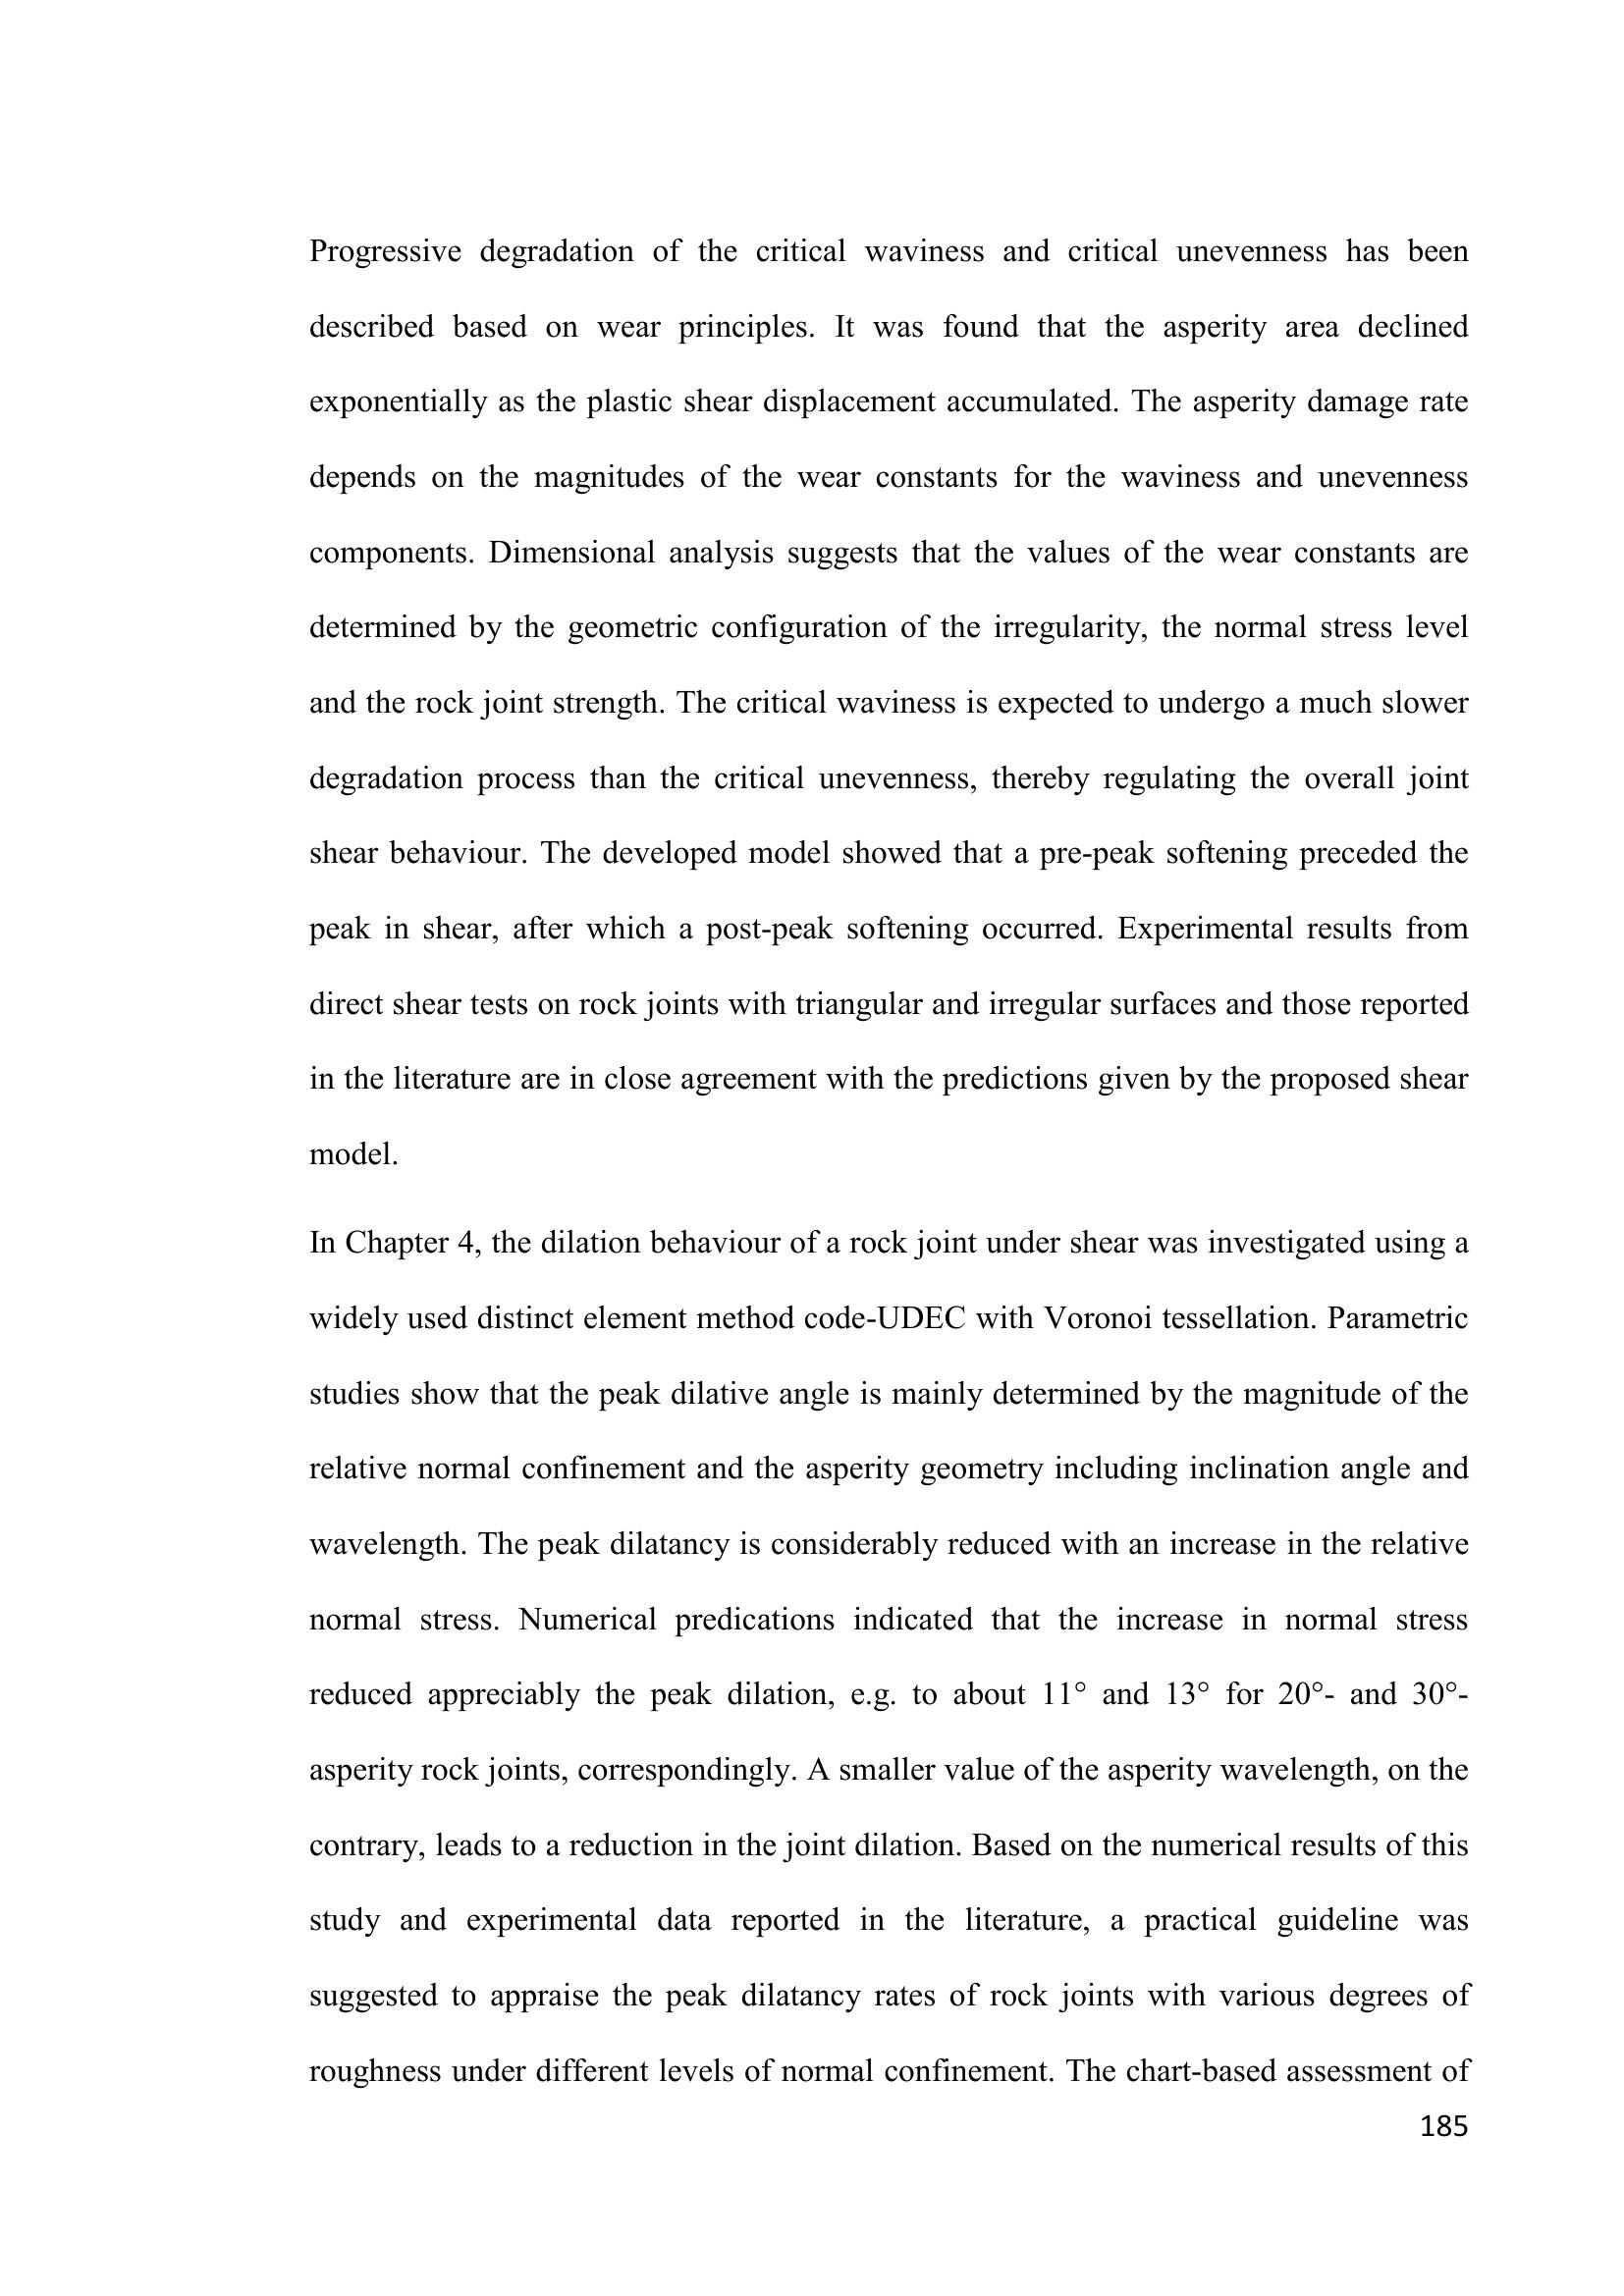 Progressive degradation of the critical waviness and critical unevenness has been
described based on wear principles. It was found that the asperity area declined
exponentially as the plastic shear displacement accumulated. The asperity damage rate
depends on the magnitudes of the wear constants for the waviness and unevenness
components. Dimensional analysis suggests that the values of the wear constants are
determined by the geometric configuration of the irregularity, the normal stress level
and the rock joint strength. The critical waviness is expected to undergo a much slower
degradation process than the critical unevenness, thereby regulating the overall joint
shear behaviour. The developed model showed that a pre-peak softening preceded the
peak in shear, after which a post-peak softening occurred. Experimental results from
direct shear tests on rock joints with triangular and irregular surfaces and those reported
in the literature are in close agreement with the predictions given by the proposed shear
model.
In Chapter 4, the dilation behaviour of a rock joint under shear was investigated using a
widely used distinct element method code-UDEC with Voronoi tessellation. Parametric
studies show that the peak dilative angle is mainly determined by the magnitude of the
relative normal confinement and the asperity geometry including inclination angle and
wavelength. The peak dilatancy is considerably reduced with an increase in the relative
normal stress. Numerical predications indicated that the increase in normal stress
reduced appreciably the peak dilation, e.g. to about 11° and 13° for 20°- and 30°-
asperity rock joints, correspondingly. A smaller value of the asperity wavelength, on the
contrary, leads to a reduction in the joint dilation. Based on the numerical results of this
study and experimental data reported in the literature, a practical guideline was
suggested to appraise the peak dilatancy rates of rock joints with various degrees of
roughness under different levels of normal confinement. The chart-based assessment of
185